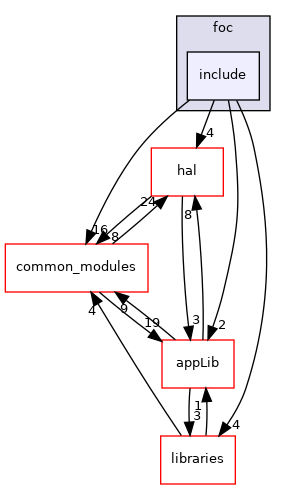 foc
include
4
hal
24
16
8
8
common_modules
9
4
19
3
2
appLib
1
3
4
libraries